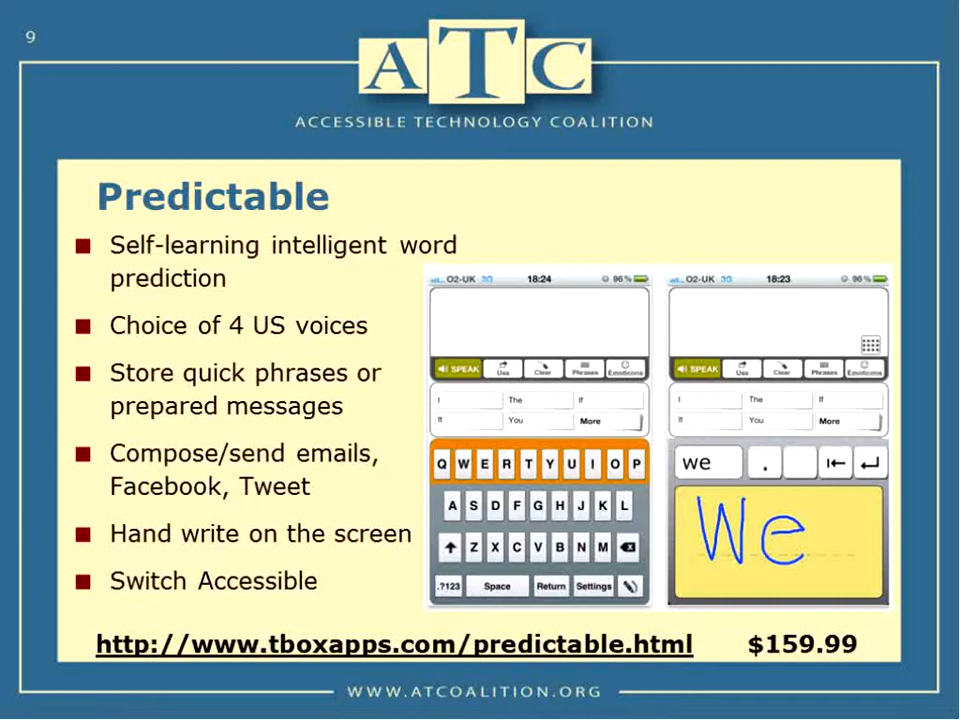 9
ATC
ACCESSIBLE TECHNOLOGY COALITION
Predictable
Self-learning intelligent word
prediction
Choice of 4 US voices
Store quick phrases or
prepared messages
Compose/send emails,
Facebook, Tweet
Hand write on the screen
Switch Accessible
O2-UK 3G 18:24 96%
SPEAK Use Clear Phrases Emoticons
I The If
It You More
Q W E R T Y U I O P
A S D F G H J K L
Z X C V B N M
.?123 Space Return Settings
O2-UK 3G 18:23 96%
SPEAK Use Clear Phrases Emoticons
I The If
It You More
we .
We
http://www.tboxapps.com/predictable.html $159.99
WWW.ATCOALITION.ORG